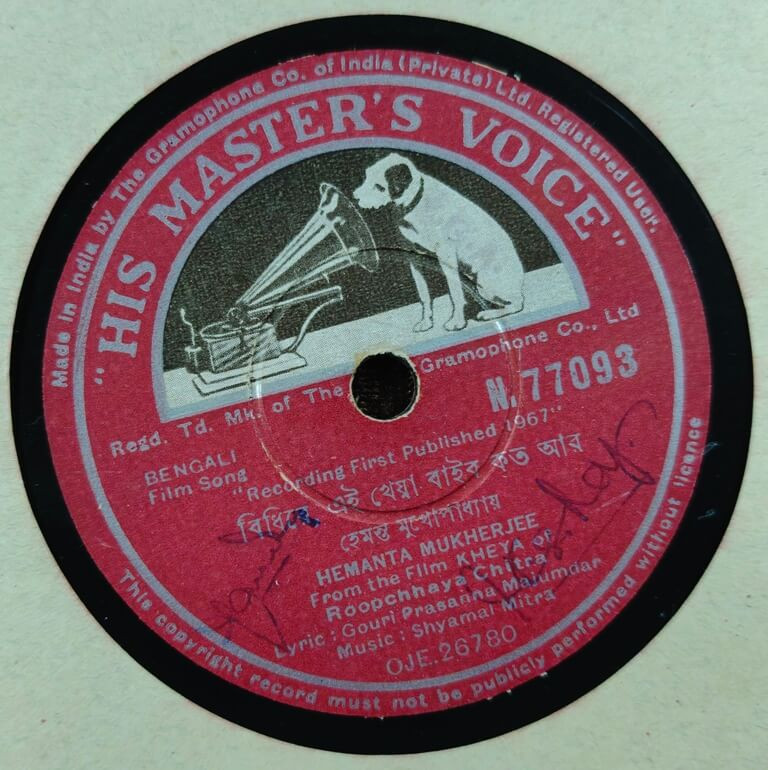 Made in India by The Gramophone Co. of India (Private) Ltd. Registered User.
"HIS MASTER'S VOICE"
Regd. Td. Mk. of The Gramophone Co., Ltd
N. 77093
BENGALI
Film Song
"Recording First Published 1967"
বিধিরে এই খেয়া বাইব কত আর
হেমন্ত মুখোপাধ্যায়
HEMANTA MUKHERJEE
From the Film KHEYA of
Roopchhaya Chitra
Lyric : Gouri Prasanna Majumdar
Music : Shyamal Mitra
OJE. 26780
This copyright record must not be publicly performed without licence